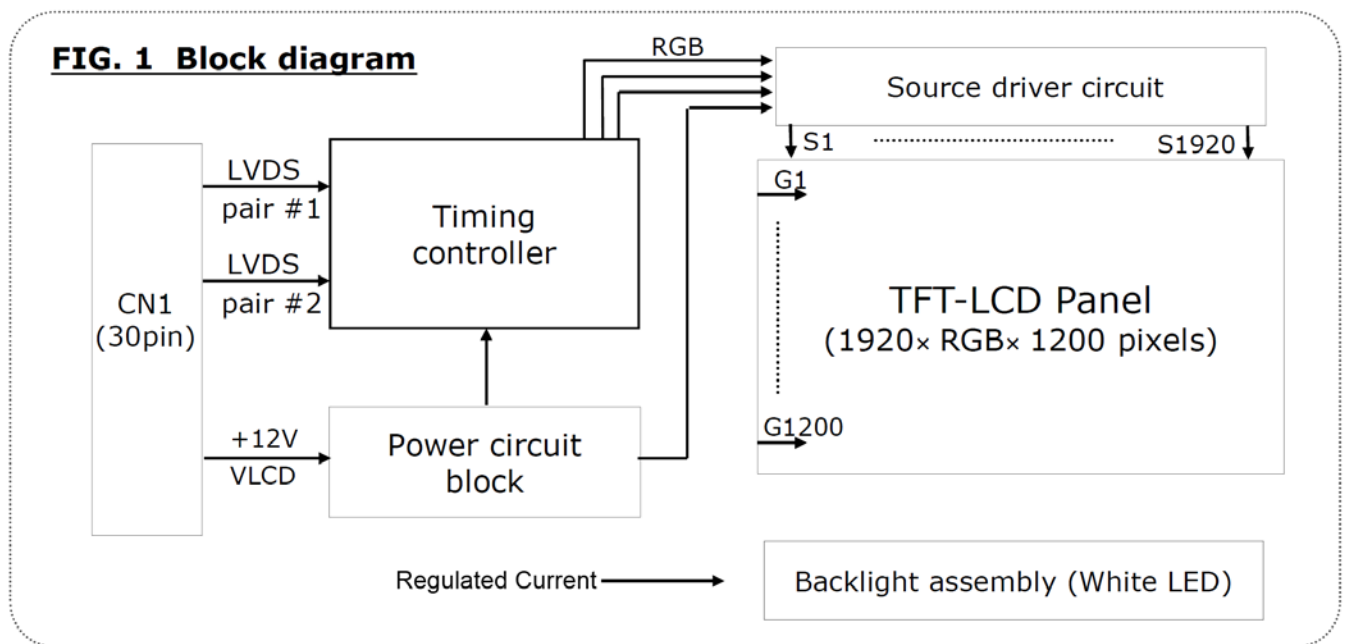 FIG. 1 Block diagram
RGB
Source driver circuit
S1
S1920
CN1
(30pin)
LVDS
pair #1
LVDS
pair #2
Timing
controller
G1
TFT-LCD Panel
(1920× RGB× 1200 pixels)
G1200
+12V
VLCD
Power circuit
block
Regulated Current
Backlight assembly (White LED)